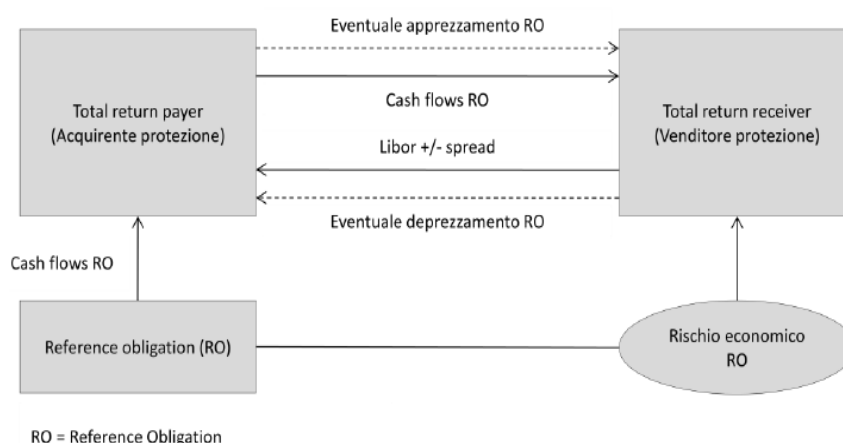 Eventuale apprezzamento RO
Total return payer
(Acquirente protezione)
Cash flows RO
Libor +/- spread
Total return receiver
(Venditore protezione)
Eventuale deprezzamento RO
Cash flows RO
Reference obligation (RO)
Rischio economico
RO
RO = Reference Obligation